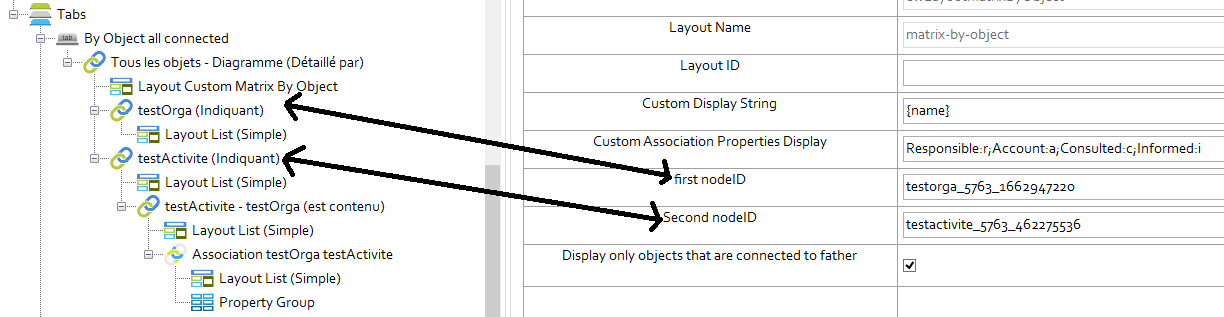 Tabs
tab By Object all connected
Tous les objets - Diagramme (Détaillé par)
Layout Custom Matrix By Object
testOrga (Indiquant)
Layout List (Simple)
testActivite (Indiquant)
Layout List (Simple)
testActivite - testOrga (est contenu)
Layout List (Simple)
Association testOrga testActivite
Layout List (Simple)
Property Group
Layout Name matrix-by-object
Layout ID
Custom Display String {name}
Custom Association Properties Display Responsible:r;Account:a;Consulted:c;Informed:i
first nodeID testorga_5763_1662947220
Second nodeID testactivite_5763_462275536
Display only objects that are connected to father